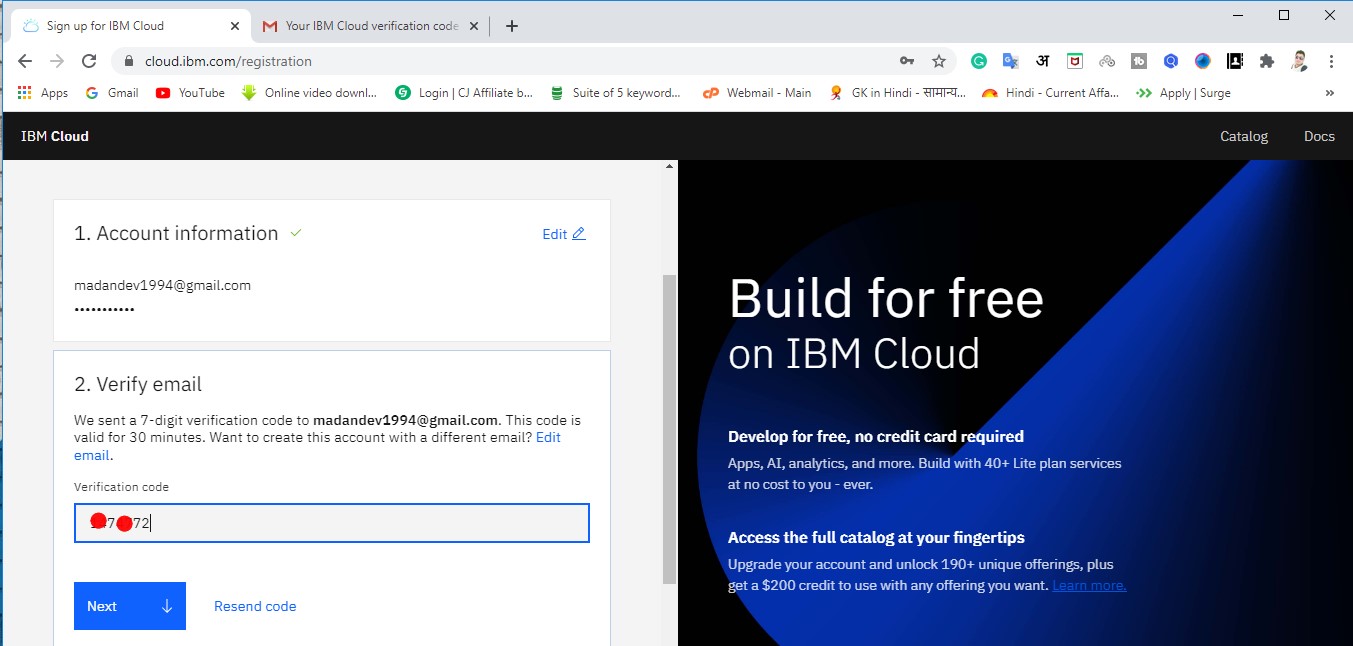 Sign up for IBM Cloud
Your IBM Cloud verification code
cloud.ibm.com/registration
Apps
Gmail
YouTube
Online video downl...
Login | CJ Affiliate b...
Suite of 5 keyword...
Webmail - Main
GK in Hindi - सामान्य...
Hindi - Current Affa...
Apply | Surge
IBM Cloud
Catalog
Docs
1. Account information
Edit
madandev1994@gmail.com
•••••••••••
2. Verify email
We sent a 7-digit verification code to madandev1994@gmail.com. This code is
valid for 30 minutes. Want to create this account with a different email? Edit
email.
Verification code
Next
Resend code
Build for free
on IBM Cloud
Develop for free, no credit card required
Apps, AI, analytics, and more. Build with 40+ Lite plan services
at no cost to you - ever.
Access the full catalog at your fingertips
Upgrade your account and unlock 190+ unique offerings, plus
get a $200 credit to use with any offering you want. Learn more.